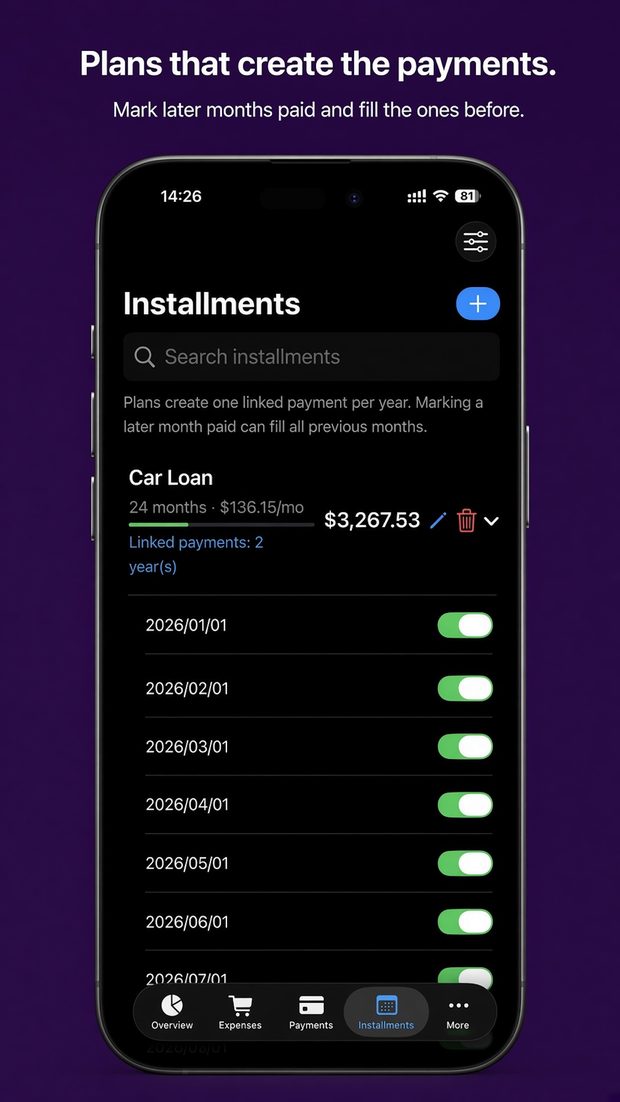 Plans that create the payments.
Mark later months paid and fill the ones before.
14:26
81
Installments
Search installments
Plans create one linked payment per year. Marking a
later month paid can fill all previous months.
Car Loan
24 months · $136.15/mo
$3,267.53
Linked payments: 2
year(s)
2026/01/01
2026/02/01
2026/03/01
2026/04/01
2026/05/01
2026/06/01
2026/07/01
Overview
Expenses
Payments
Installments
More